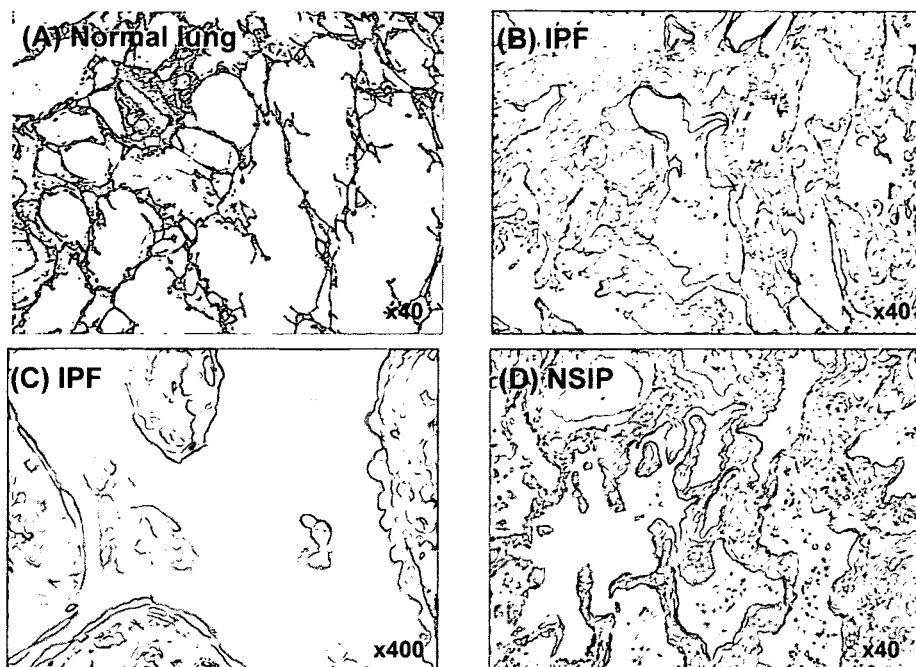 (A) Normal lung
x40
(B) IPF
x40
(C) IPF
x400
(D) NSIP
x40